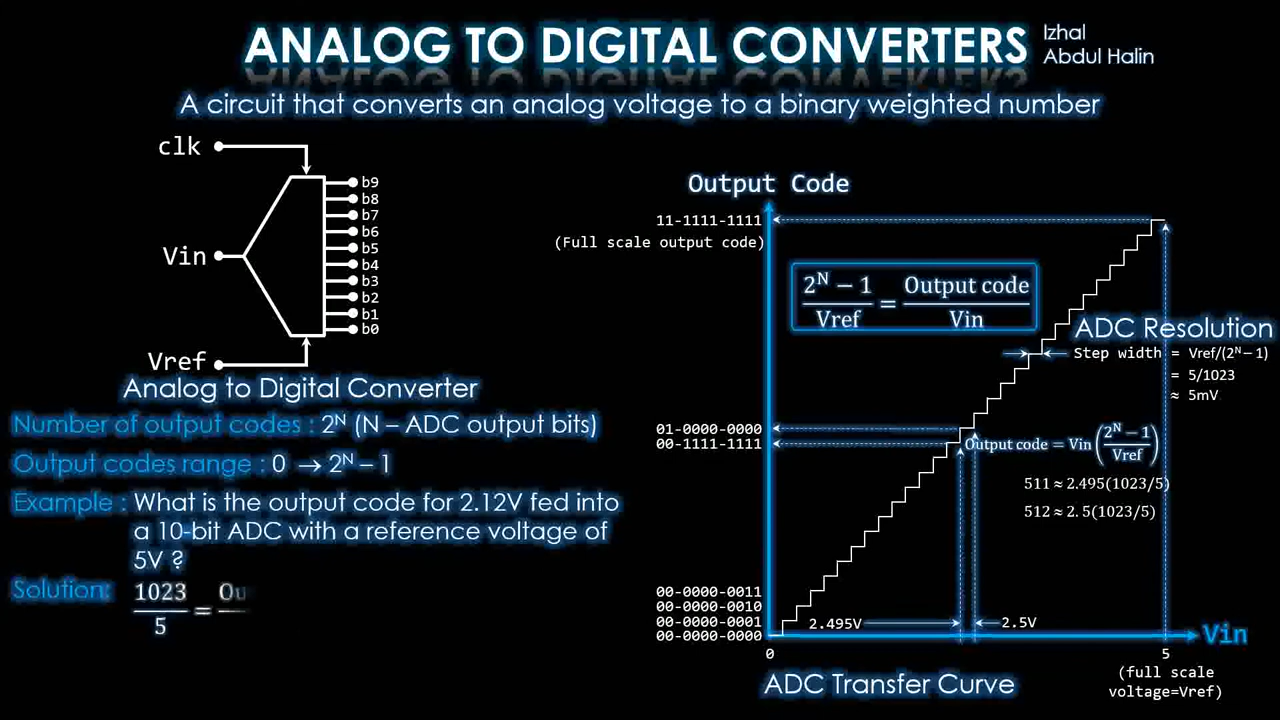 ANALOG TO DIGITAL CONVERTERS
Izhal
Abdul Halin
A circuit that converts an analog voltage to a binary weighted number
clk
Vin
Vref
b9
b8
b7
b6
b5
b4
b3
b2
b1
b0
Analog to Digital Converter
Number of output codes : 2ᴺ (N – ADC output bits)
Output codes range : 0 → 2ᴺ – 1
Example : What is the output code for 2.12V fed into
a 10-bit ADC with a reference voltage of
5V ?
Solution: 1023/5 = Ou
Output Code
11-1111-1111
(Full scale output code)
(2ᴺ – 1)/Vref = Output code/Vin
ADC Resolution
Step width = Vref/(2ᴺ– 1)
= 5/1023
≈ 5mV
01-0000-0000
00-1111-1111
Output code = Vin ((2ᴺ – 1)/Vref)
511 ≈ 2.495(1023/5)
512 ≈ 2.5(1023/5)
00-0000-0011
00-0000-0010
00-0000-0001
00-0000-0000
2.495V
2.5V
Vin
0
5
(full scale
voltage=Vref)
ADC Transfer Curve